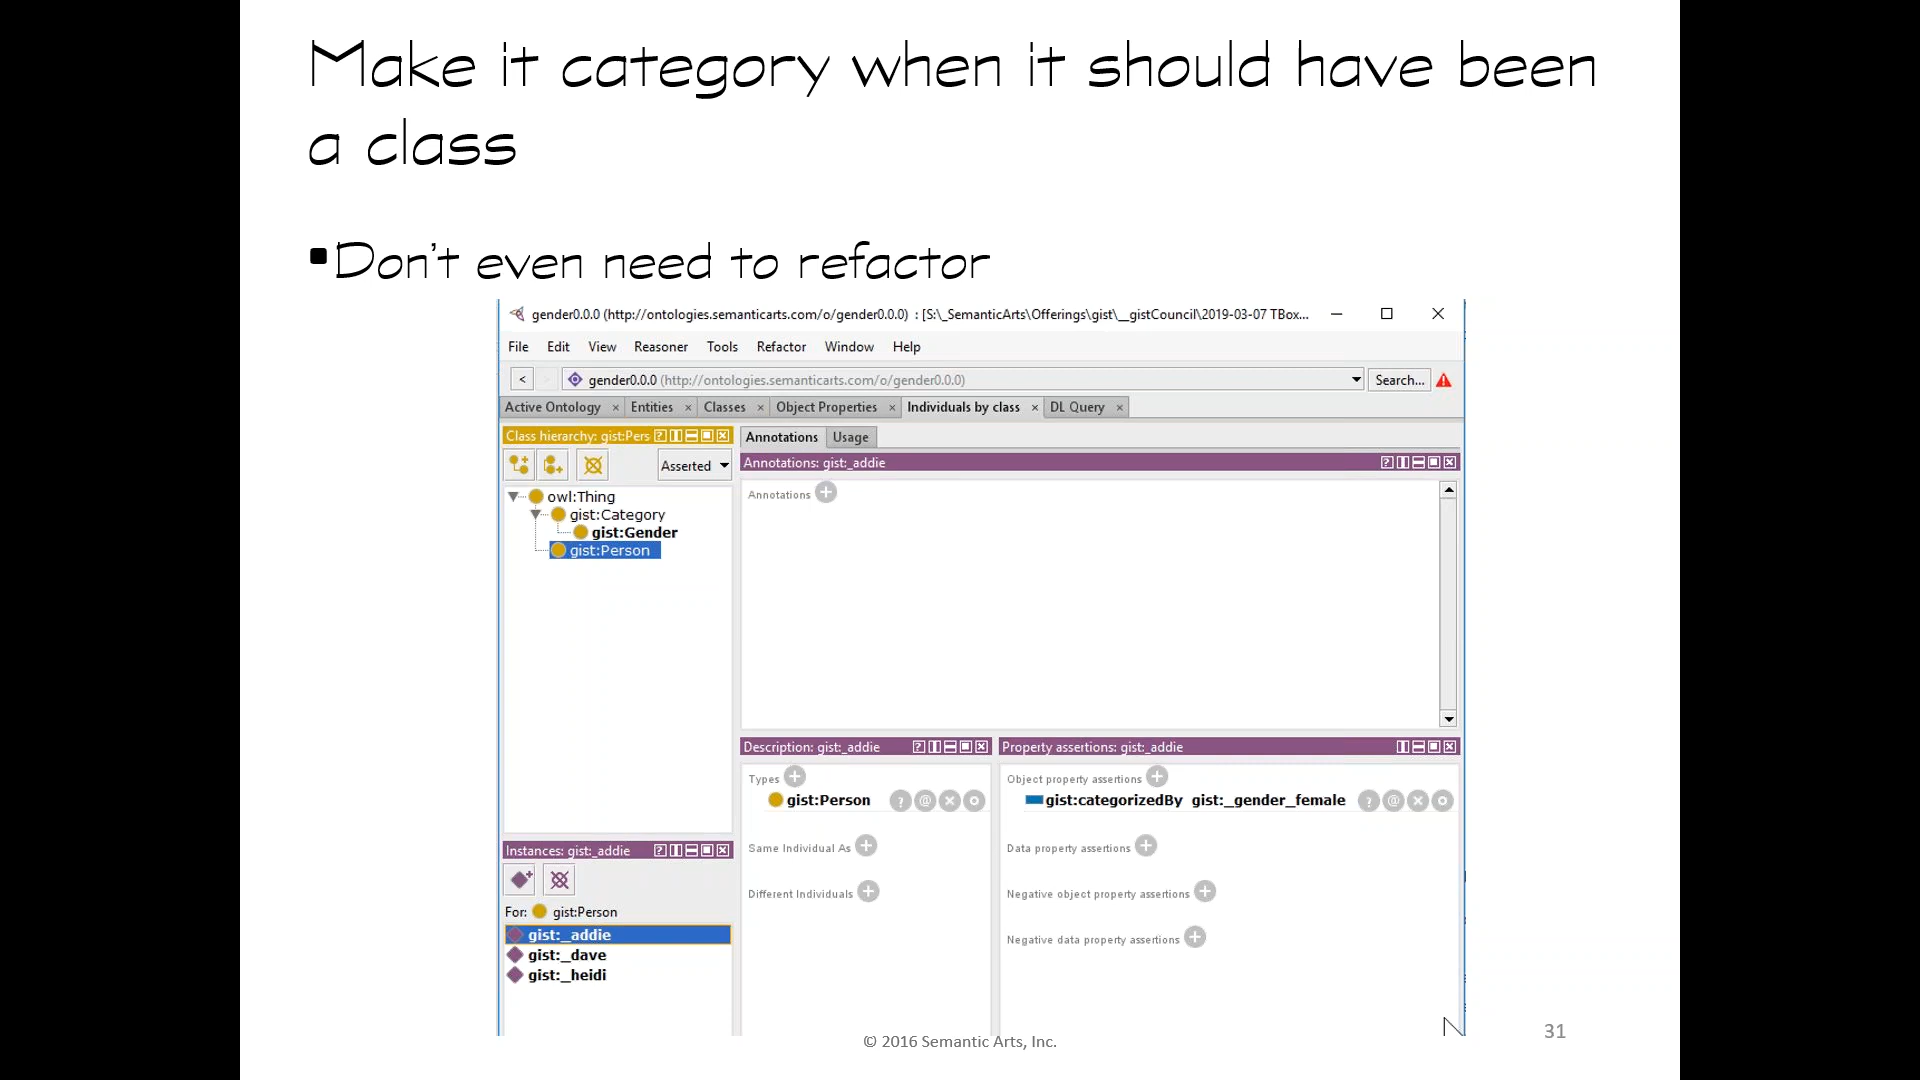 Make it category when it should have been
a class
Don't even need to refactor
gender0.0.0 (http://ontologies.semanticarts.com/o/gender0.0.0) : [S:\_SemanticArts\Offerings\gist\__gistCouncil\2019-03-07 TBox...
File Edit View Reasoner Tools Refactor Window Help
< > gender0.0.0 (http://ontologies.semanticarts.com/o/gender0.0.0) Search...
Active Ontology × Entities × Classes × Object Properties × Individuals by class × DL Query ×
Class hierarchy: gist:Pers
Asserted
owl:Thing
gist:Category
gist:Gender
gist:Person
Annotations Usage
Annotations: gist:_addie
Annotations
Instances: gist:_addie
For: gist:Person
gist:_addie
gist:_dave
gist:_heidi
Description: gist:_addie
Types
gist:Person
Same Individual As
Different Individuals
Property assertions: gist:_addie
Object property assertions
gist:categorizedBy gist:_gender_female
Data property assertions
Negative object property assertions
Negative data property assertions
© 2016 Semantic Arts, Inc.
31